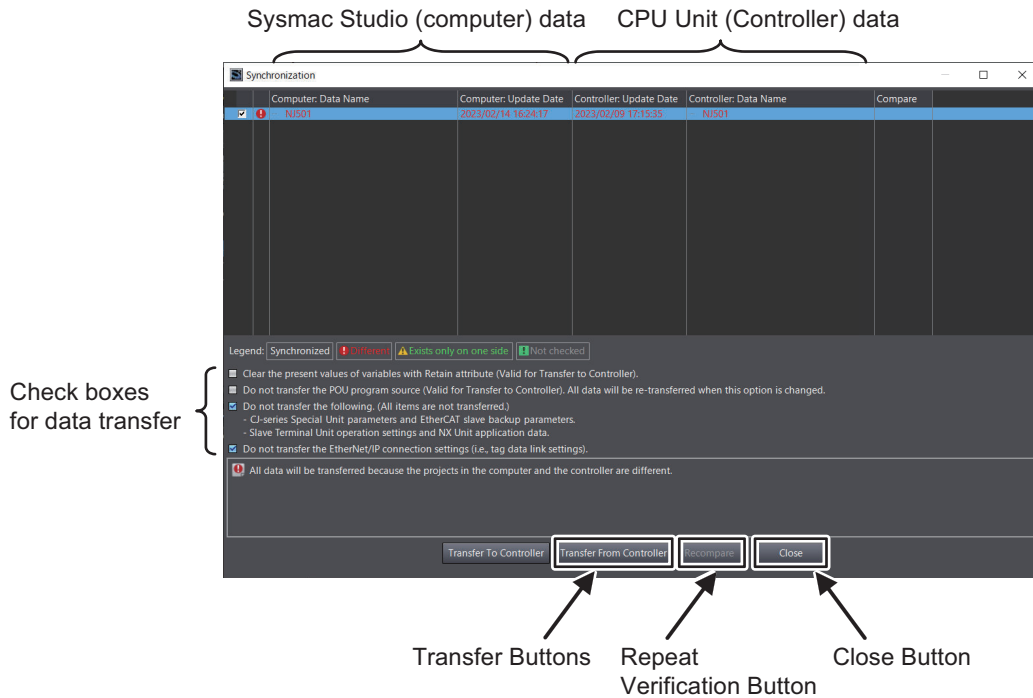 Sysmac Studio (computer) data
CPU Unit (Controller) data
Synchronization
Computer: Data Name
Computer: Update Date
Controller: Update Date
Controller: Data Name
Compare
NJ501
2023/02/14 16:24:17
2023/02/09 17:15:35
NJ501
Legend:
Synchronized
Different
Exists only on one side
Not checked
Clear the present values of variables with Retain attribute (Valid for Transfer to Controller).
Do not transfer the POU program source (Valid for Transfer to Controller). All data will be re-transferred when this option is changed.
Check boxes
for data transfer
Do not transfer the following. (All items are not transferred.)
- CJ-series Special Unit parameters and EtherCAT slave backup parameters.
- Slave Terminal Unit operation settings and NX Unit application data.
Do not transfer the EtherNet/IP connection settings (i.e., tag data link settings).
All data will be transferred because the projects in the computer and the controller are different.
Transfer To Controller
Transfer From Controller
Recompare
Close
Transfer Buttons
Repeat
Verification Button
Close Button